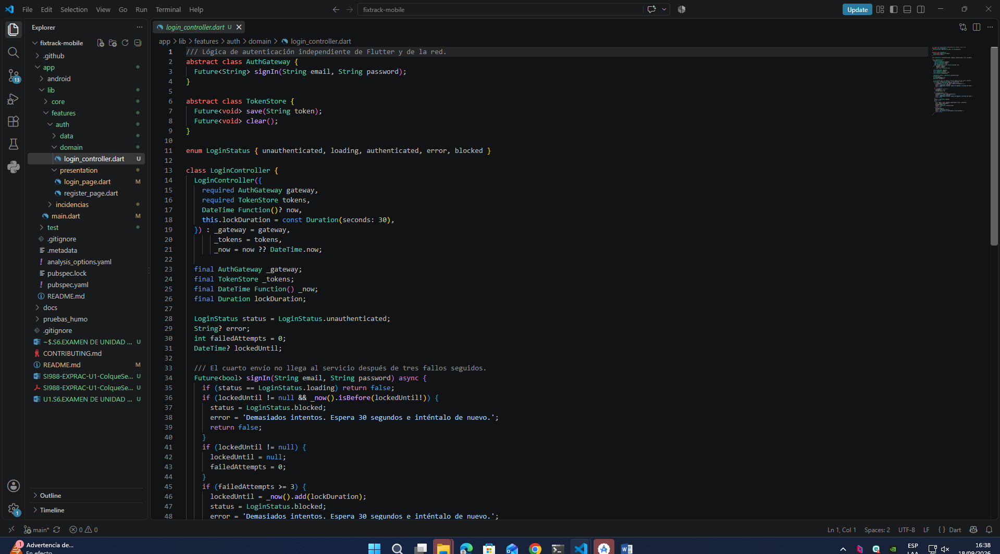 File Edit Selection View Go Run Terminal Help
fixtrack-mobile
Update
Explorer
fixtrack-mobile
.github
app
android
lib
core
features
auth
data
domain
login_controller.dart U
presentation
login_page.dart M
register_page.dart
incidencias
main.dart M
test
.gitignore
.metadata
analysis_options.yaml
pubspec.lock
pubspec.yaml
README.md
docs
pruebas_humo
.gitignore
~$.S6.EXAMEN DE UNIDAD ... U
CONTRIBUTING.md
README.md M
SI988-EXPRAC-U1-ColqueSe... U
SI988-EXPRAC-U1-ColqueSe... U
U1.S6.EXAMEN DE UNIDAD ... U
Outline
Timeline
13
1
login_controller.dart U
app > lib > features > auth > domain > login_controller.dart
1 /// Lógica de autenticación independiente de Flutter y de la red.
2 abstract class AuthGateway {
3 Future<String> signIn(String email, String password);
4 }
5
6 abstract class TokenStore {
7 Future<void> save(String token);
8 Future<void> clear();
9 }
10
11 enum LoginStatus { unauthenticated, loading, authenticated, error, blocked }
12
13 class LoginController {
14 LoginController({
15 required AuthGateway gateway,
16 required TokenStore tokens,
17 DateTime Function()? now,
18 this.lockDuration = const Duration(seconds: 30),
19 }) : _gateway = gateway,
20 _tokens = tokens,
21 _now = now ?? DateTime.now;
22
23 final AuthGateway _gateway;
24 final TokenStore _tokens;
25 final DateTime Function() _now;
26 final Duration lockDuration;
27
28 LoginStatus status = LoginStatus.unauthenticated;
29 String? error;
30 int failedAttempts = 0;
31 DateTime? lockedUntil;
32
33 /// El cuarto envío no llega al servicio después de tres fallos seguidos.
34 Future<bool> signIn(String email, String password) async {
35 if (status == LoginStatus.loading) return false;
36 if (lockedUntil != null && _now().isBefore(lockedUntil!)) {
37 status = LoginStatus.blocked;
38 error = 'Demasiados intentos. Espera 30 segundos e inténtalo de nuevo.';
39 return false;
40 }
41 if (lockedUntil != null) {
42 lockedUntil = null;
43 failedAttempts = 0;
44 }
45 if (failedAttempts >= 3) {
46 lockedUntil = _now().add(lockDuration);
47 status = LoginStatus.blocked;
48 error = 'Demasiados intentos. Espera 30 segundos e inténtalo de nuevo.';
main* 0 0
Ln 1, Col 1 Spaces: 2 UTF-8 LF { } Dart
1
Advertencia de...
En efecto
ESP
LAA
16:38
18/09/2026